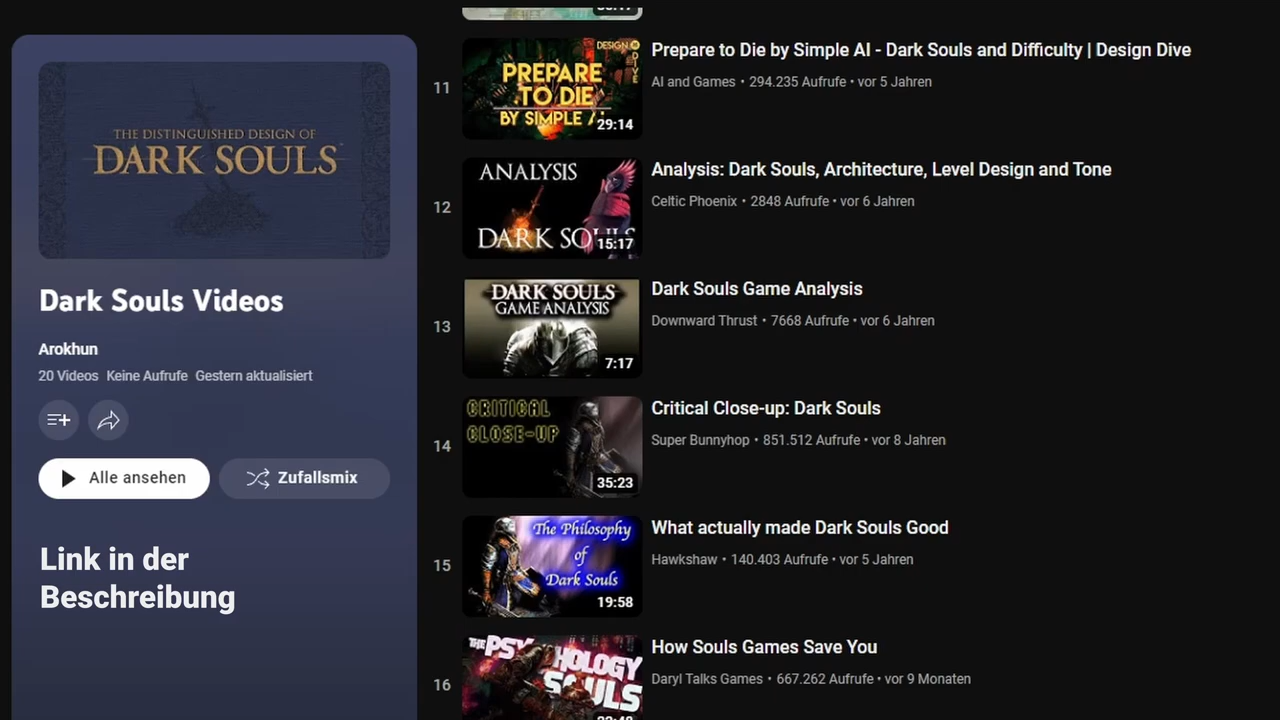 THE DISTINGUISHED DESIGN OF
DARK SOULS
Dark Souls Videos
Arokhun
20 Videos Keine Aufrufe Gestern aktualisiert
Alle ansehen
Zufallsmix
Link in der
Beschreibung
11
DESIGN
DIVE
PREPARE
TO DIE
BY SIMPLE
29:14
Prepare to Die by Simple AI - Dark Souls and Difficulty | Design Dive
AI and Games • 294.235 Aufrufe • vor 5 Jahren
12
ANALYSIS
DARK SOULS
15:17
Analysis: Dark Souls, Architecture, Level Design and Tone
Celtic Phoenix • 2848 Aufrufe • vor 6 Jahren
13
DARK SOULS
GAME ANALYSIS
7:17
Dark Souls Game Analysis
Downward Thrust • 7668 Aufrufe • vor 6 Jahren
14
CRITICAL
CLOSE-UP
35:23
Critical Close-up: Dark Souls
Super Bunnyhop • 851.512 Aufrufe • vor 8 Jahren
15
The Philosophy
of
Dark Souls
19:58
What actually made Dark Souls Good
Hawkshaw • 140.403 Aufrufe • vor 5 Jahren
16
THE
SOULS
How Souls Games Save You
Daryl Talks Games • 667.262 Aufrufe • vor 9 Monaten